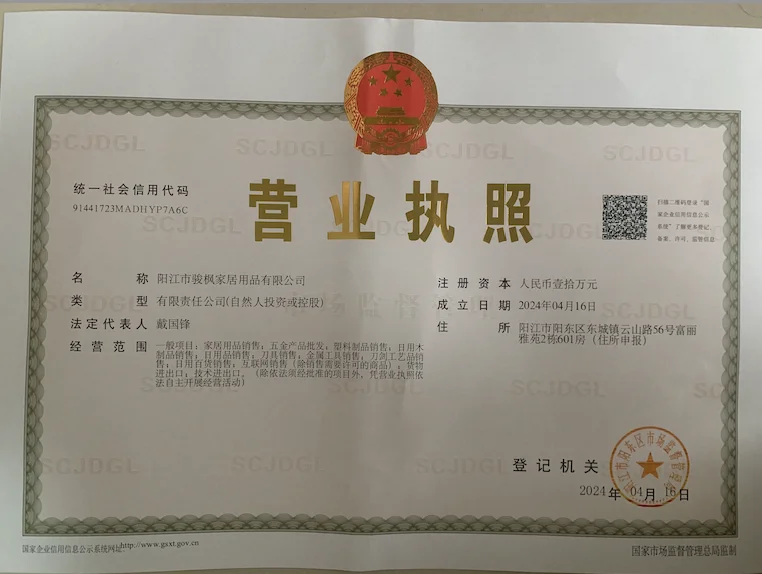 营业执照
统一社会信用代码
91441723MADHYP7A6C
扫描二维码登录“国
家企业信用信息公示
系统”了解更多登记、
备案、许可、监管信息
名 称 阳江市骏枫家居用品有限公司
类 型 有限责任公司(自然人投资或控股)
法定代表人 戴国锋
经营范围 一般项目：家居用品销售；五金产品批发；塑料制品销售；日用木
制品销售；日用品销售；刀具销售；金属工具销售；刀剑工艺品销
售；日用百货销售；互联网销售（除销售需要许可的商品）；货物
进出口；技术进出口。（除依法须经批准的项目外，凭营业执照依
法自主开展经营活动）
注册资本 人民币壹拾万元
成立日期 2024年04月16日
住 所 阳江市阳东区东城镇云山路56号富丽
雅苑2栋601房（住所申报）
登记机关
阳江市阳东区市场监督管理局
2024年04月16日
国家企业信用信息公示系统网址：http://www.gsxt.gov.cn
国家市场监督管理总局监制
SCJDGL